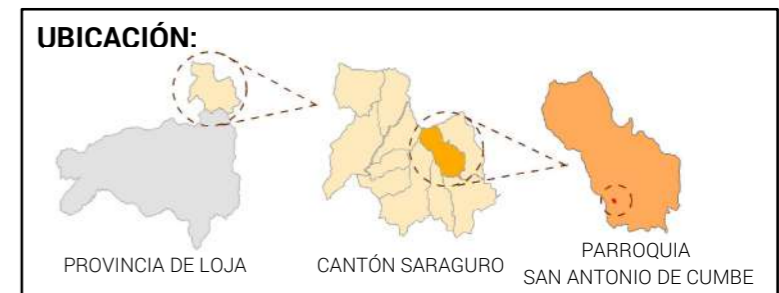 UBICACIÓN:
PROVINCIA DE LOJA
CANTÓN SARAGURO
PARROQUIA
SAN ANTONIO DE CUMBE